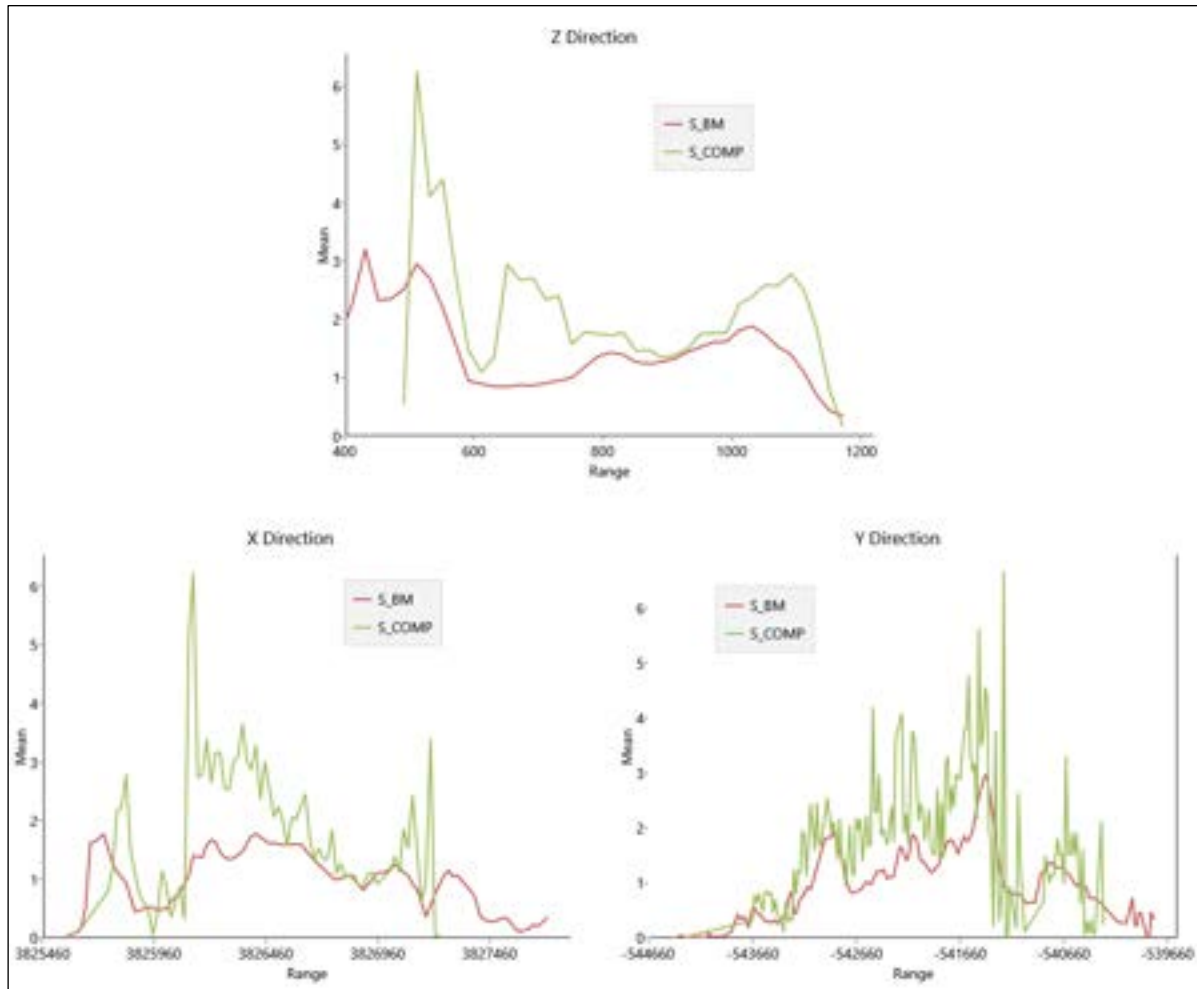 Z Direction
6
5
4
3
2
1
0
Mean
S_BM
S_COMP
400
600
800
1000
1200
Range
X Direction
6
5
4
3
2
1
0
Mean
S_BM
S_COMP
3825460
3825960
3826460
3826960
3827460
Range
Y Direction
6
5
4
3
2
1
0
Mean
S_BM
S_COMP
-544660
-543660
-542660
-541660
-540660
-539660
Range